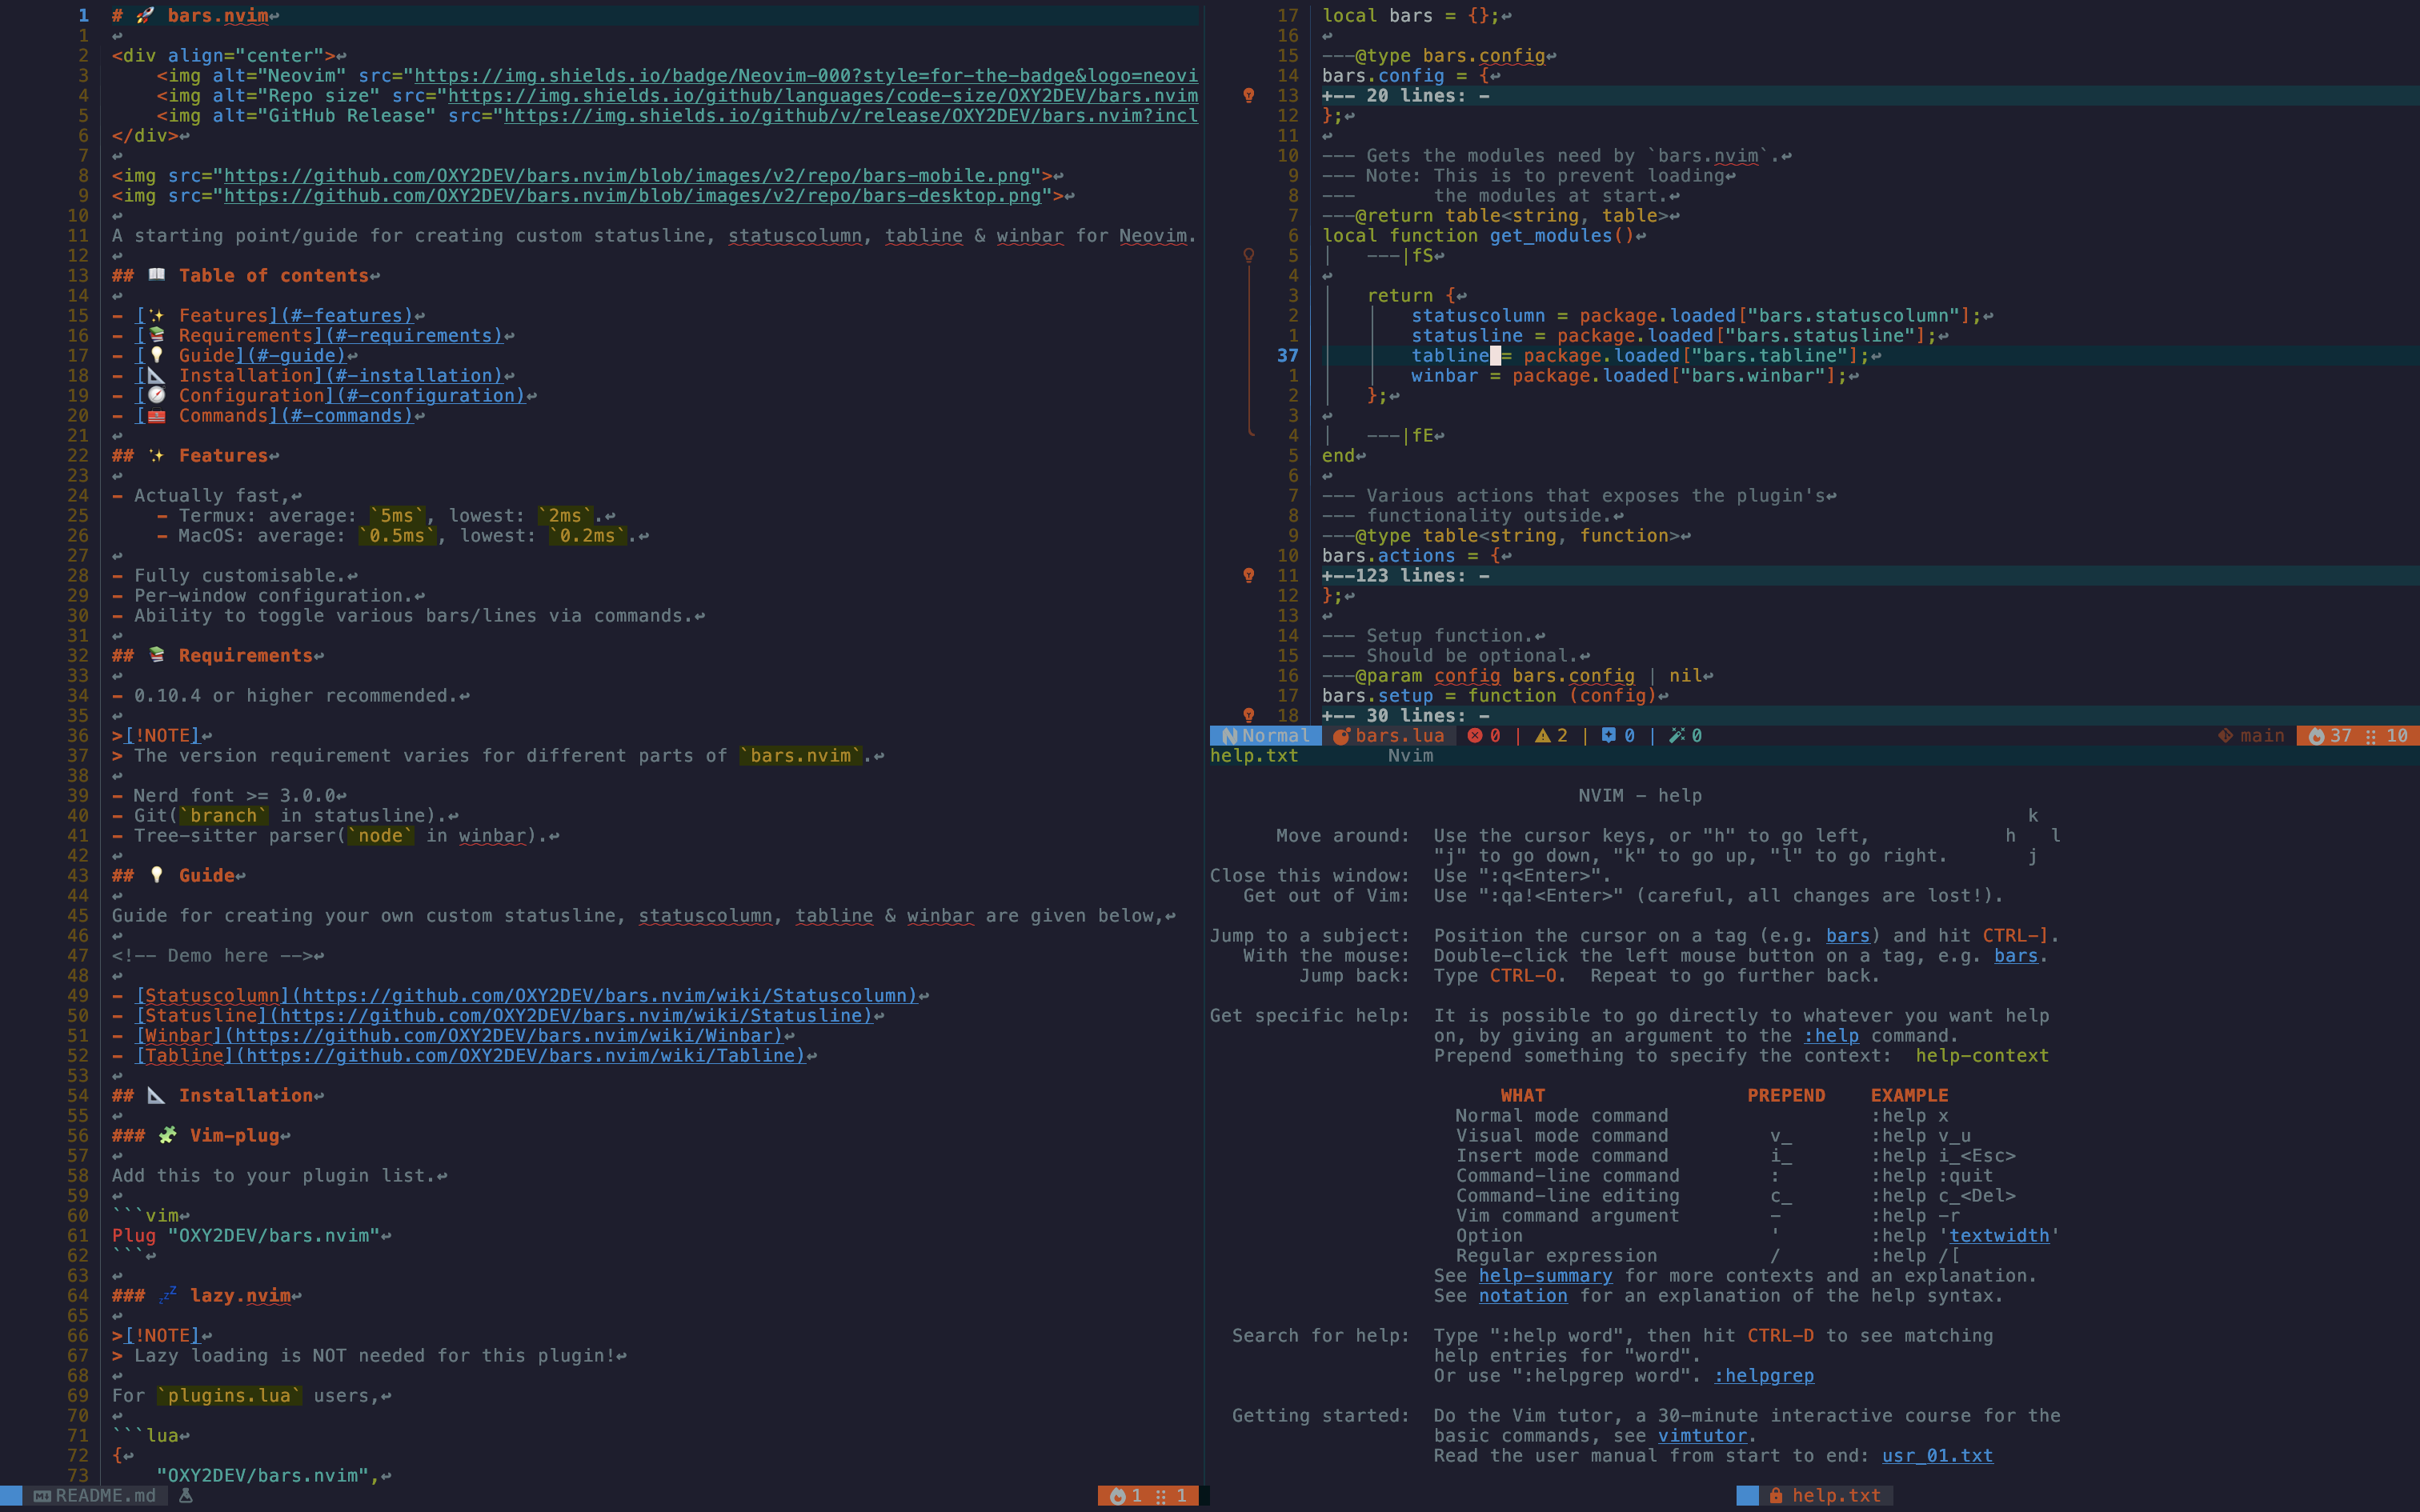 1 # 🚀 bars.nvim↩
1 ↩
2 <div align="center">↩
3     <img alt="Neovim" src="https://img.shields.io/badge/Neovim-000?style=for-the-badge&logo=neovi
4     <img alt="Repo size" src="https://img.shields.io/github/languages/code-size/OXY2DEV/bars.nvim
5     <img alt="GitHub Release" src="https://img.shields.io/github/v/release/OXY2DEV/bars.nvim?incl
6 </div>↩
7 ↩
8 <img src="https://github.com/OXY2DEV/bars.nvim/blob/images/v2/repo/bars-mobile.png">↩
9 <img src="https://github.com/OXY2DEV/bars.nvim/blob/images/v2/repo/bars-desktop.png">↩
10 ↩
11 A starting point/guide for creating custom statusline, statuscolumn, tabline & winbar for Neovim.
12 ↩
13 ## 📖 Table of contents↩
14 ↩
15 - [✨ Features](#-features)↩
16 - [📚 Requirements](#-requirements)↩
17 - [💡 Guide](#-guide)↩
18 - [📐 Installation](#-installation)↩
19 - [🧭 Configuration](#-configuration)↩
20 - [🧰 Commands](#-commands)↩
21 ↩
22 ## ✨ Features↩
23 ↩
24 - Actually fast,↩
25     - Termux: average: `5ms`, lowest: `2ms`.↩
26     - MacOS: average: `0.5ms`, lowest: `0.2ms`.↩
27 ↩
28 - Fully customisable.↩
29 - Per-window configuration.↩
30 - Ability to toggle various bars/lines via commands.↩
31 ↩
32 ## 📚 Requirements↩
33 ↩
34 - 0.10.4 or higher recommended.↩
35 ↩
36 >[!NOTE]↩
37 > The version requirement varies for different parts of `bars.nvim`.↩
38 ↩
39 - Nerd font >= 3.0.0↩
40 - Git(`branch` in statusline).↩
41 - Tree-sitter parser(`node` in winbar).↩
42 ↩
43 ## 💡 Guide↩
44 ↩
45 Guide for creating your own custom statusline, statuscolumn, tabline & winbar are given below,↩
46 ↩
47 <!-- Demo here -->↩
48 ↩
49 - [Statuscolumn](https://github.com/OXY2DEV/bars.nvim/wiki/Statuscolumn)↩
50 - [Statusline](https://github.com/OXY2DEV/bars.nvim/wiki/Statusline)↩
51 - [Winbar](https://github.com/OXY2DEV/bars.nvim/wiki/Winbar)↩
52 - [Tabline](https://github.com/OXY2DEV/bars.nvim/wiki/Tabline)↩
53 ↩
54 ## 📐 Installation↩
55 ↩
56 ### 🧩 Vim-plug↩
57 ↩
58 Add this to your plugin list.↩
59 ↩
60 ```vim↩
61 Plug "OXY2DEV/bars.nvim"↩
62 ```↩
63 ↩
64 ### 💤 lazy.nvim↩
65 ↩
66 >[!NOTE]↩
67 > Lazy loading is NOT needed for this plugin!↩
68 ↩
69 For `plugins.lua` users,↩
70 ↩
71 ```lua↩
72 {↩
73     "OXY2DEV/bars.nvim",↩
README.md 1 1
17 local bars = {};↩
16 ↩
15 ---@type bars.config↩
14 bars.config = {↩
13 +-- 20 lines: -
12 };↩
11 ↩
10 --- Gets the modules need by `bars.nvim`.↩
9 --- Note: This is to prevent loading↩
8 ---       the modules at start.↩
7 ---@return table<string, table>↩
6 local function get_modules()↩
5 |   ---|fS↩
4 ↩
3     return {↩
2         statuscolumn = package.loaded["bars.statuscolumn"];↩
1         statusline = package.loaded["bars.statusline"];↩
37         tabline = package.loaded["bars.tabline"];↩
1         winbar = package.loaded["bars.winbar"];↩
2     };↩
3 ↩
4 |   ---|fE↩
5 end↩
6 ↩
7 --- Various actions that exposes the plugin's↩
8 --- functionality outside.↩
9 ---@type table<string, function>↩
10 bars.actions = {↩
11 +--123 lines: -
12 };↩
13 ↩
14 --- Setup function.↩
15 --- Should be optional.↩
16 ---@param config bars.config | nil↩
17 bars.setup = function (config)↩
18 +-- 30 lines: -
Normal bars.lua 0 | 2 | 0 | 0 main 37 10
help.txt        Nvim
NVIM - help
k
Move around:  Use the cursor keys, or "h" to go left,            h   l
"j" to go down, "k" to go up, "l" to go right.       j
Close this window:  Use ":q<Enter>".
Get out of Vim:  Use ":qa!<Enter>" (careful, all changes are lost!).
Jump to a subject:  Position the cursor on a tag (e.g. bars) and hit CTRL-].
With the mouse:  Double-click the left mouse button on a tag, e.g. bars.
Jump back:  Type CTRL-O.  Repeat to go further back.
Get specific help:  It is possible to go directly to whatever you want help
on, by giving an argument to the :help command.
Prepend something to specify the context:  help-context
WHAT                  PREPEND    EXAMPLE
Normal mode command                  :help x
Visual mode command         v_       :help v_u
Insert mode command         i_       :help i_<Esc>
Command-line command        :        :help :quit
Command-line editing        c_       :help c_<Del>
Vim command argument        -        :help -r
Option                      '        :help 'textwidth'
Regular expression          /        :help /[
See help-summary for more contexts and an explanation.
See notation for an explanation of the help syntax.
Search for help:  Type ":help word", then hit CTRL-D to see matching
help entries for "word".
Or use ":helpgrep word". :helpgrep
Getting started:  Do the Vim tutor, a 30-minute interactive course for the
basic commands, see vimtutor.
Read the user manual from start to end: usr_01.txt
help.txt